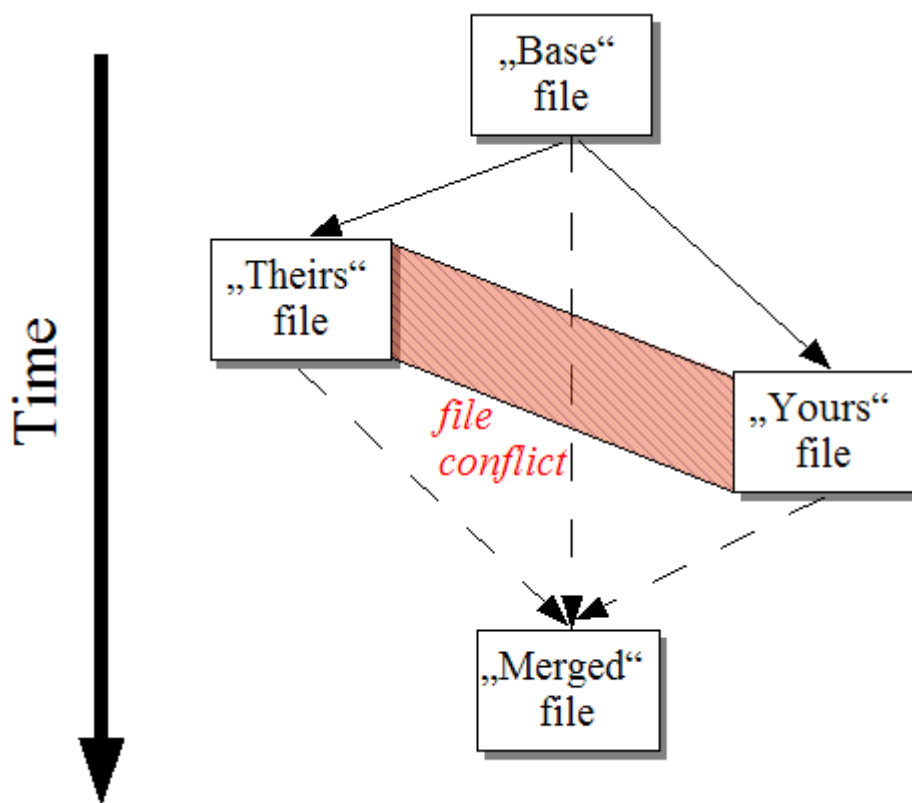 „Base“
file
„Theirs“
file
Time
„Yours“
file
file
conflict
„Merged“
file